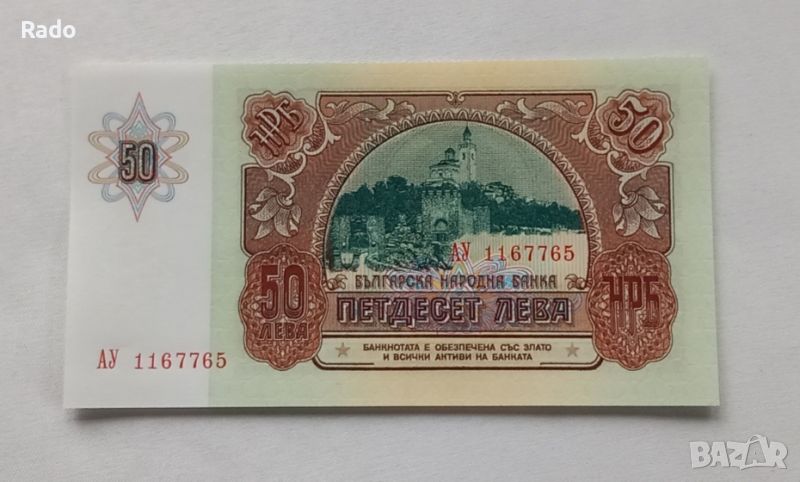 Rado
НРБ
50
50
АУ 1167765
БЪЛГАРСКА НАРОДНА БАНКА
50 ЛЕВА
ПЕТДЕСЕТ ЛЕВА
НРБ
БАНКНОТАТА Е ОБЕЗПЕЧЕНА СЪС ЗЛАТО
И ВСИЧКИ АКТИВИ НА БАНКАТА
АУ 1167765
BAZAR